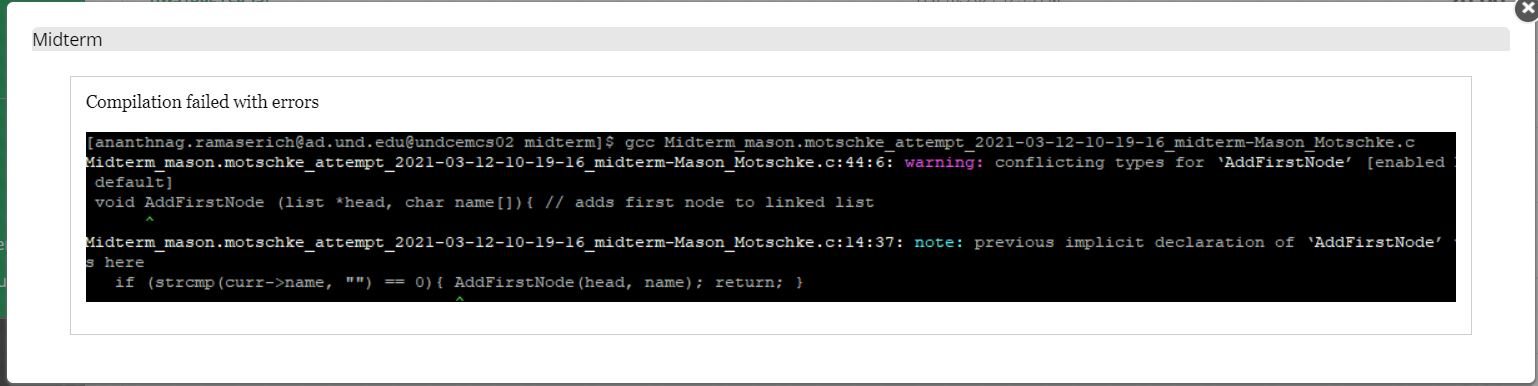 Midterm
Compilation failed with errors
[ananthnag.ramaserich@ad.und.edu@undcemcs02 midterm]$ gcc Midterm_mason.motschke_attempt_2021-03-12-10-19-16_midterm-Mason_Motschke.c
Midterm_mason.motschke_attempt_2021-03-12-10-19-16_midterm-Mason_Motschke.c:44:6: warning: conflicting types for ‘AddFirstNode’ [enabled
default]
void AddFirstNode (list *head, char name[]){ // adds first node to linked list
^
Midterm_mason.motschke_attempt_2021-03-12-10-19-16_midterm-Mason_Motschke.c:14:37: note: previous implicit declaration of ‘AddFirstNode’
s here
if (strcmp(curr->name, "") == 0){ AddFirstNode(head, name); return; }
^